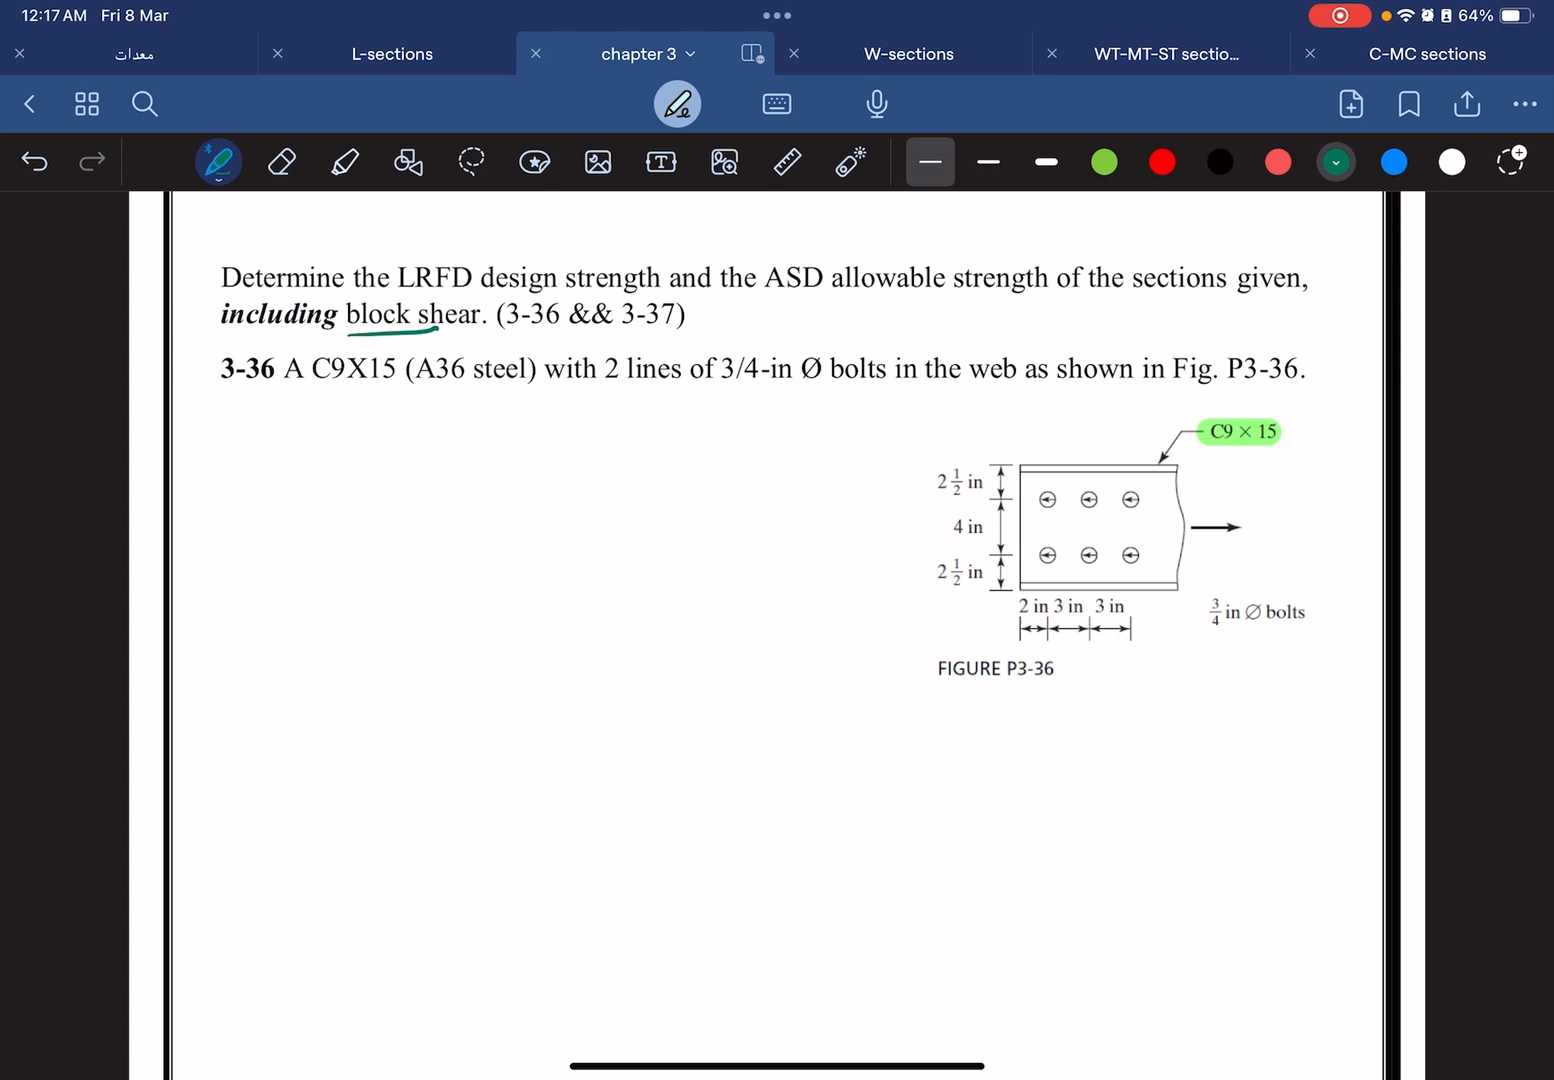 12:17 AM Fri 8 Mar
64%
معدات
L-sections
chapter 3
W-sections
WT-MT-ST sectio...
C-MC sections
Determine the LRFD design strength and the ASD allowable strength of the sections given,
including block shear. (3-36 && 3-37)
3-36 A C9X15 (A36 steel) with 2 lines of 3/4-in Ø bolts in the web as shown in Fig. P3-36.
C9 × 15
2 1/2 in
4 in
2 1/2 in
2 in 3 in 3 in
3/4 in Ø bolts
FIGURE P3-36